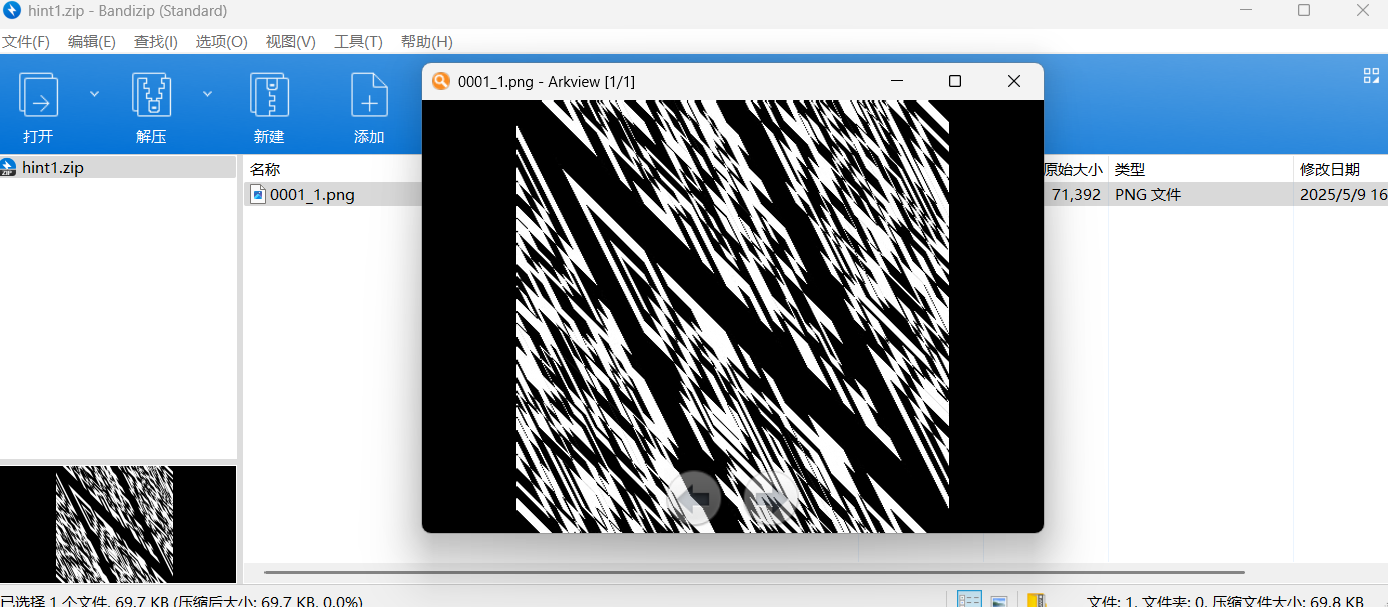 hint1.zip - Bandizip (Standard)
文件(F) 编辑(E) 查找(I) 选项(O) 视图(V) 工具(T) 帮助(H)
0001_1.png - Arkview [1/1]
打开 解压 新建 添加
hint1.zip
名称 原始大小 类型 修改日期
0001_1.png 71,392 PNG 文件 2025/5/9 16
已选择 1 个文件, 69.7 KB (压缩后大小: 69.7 KB, 0.0%)
文件: 1, 文件夹: 0, 压缩文件大小: 69.8 KB